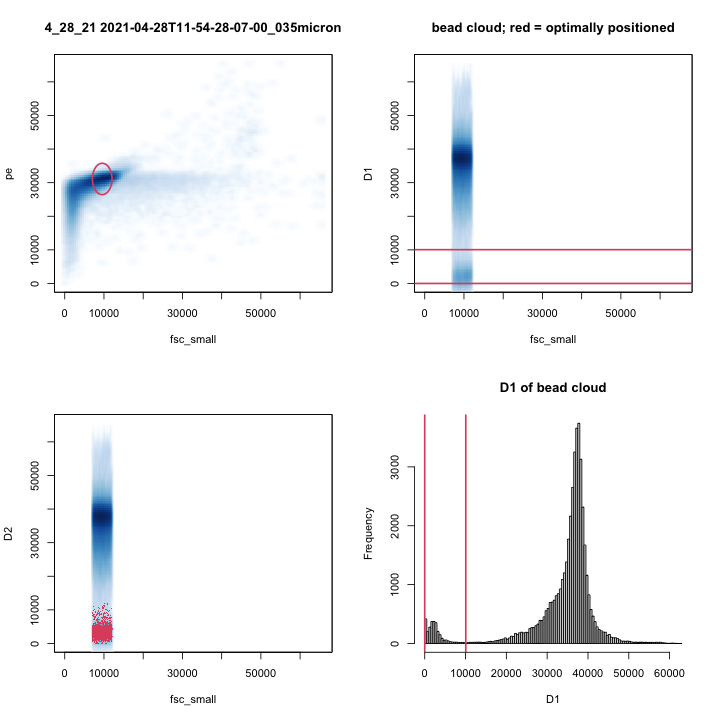 4_28_21 2021-04-28T11-54-28-07-00_035micron
pe
50000
30000
10000
0
0 10000 30000 50000
fsc_small
bead cloud; red = optimally positioned
D1
50000
30000
10000
0
0 10000 30000 50000
fsc_small
D2
50000
30000
10000
0
0 10000 30000 50000
fsc_small
D1 of bead cloud
Frequency
3000
2000
1000
0
0 10000 20000 30000 40000 50000 60000
D1